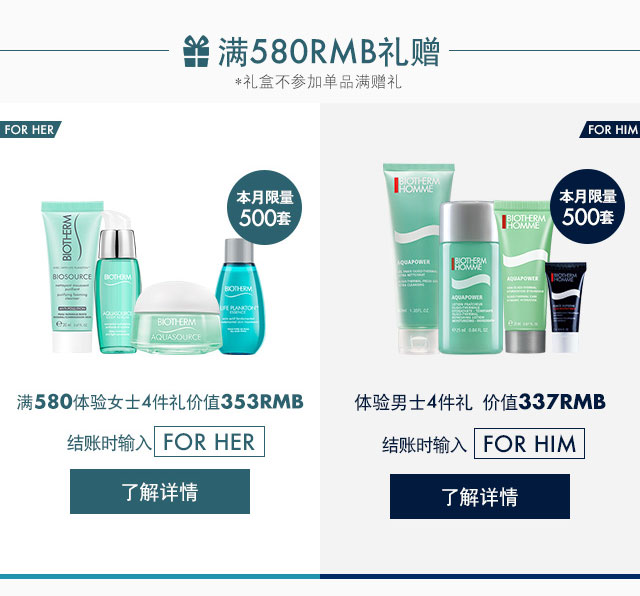 满580RMB礼赠
*礼盒不参加单品满赠礼
FOR HER
本月限量
500套
BIOTHERM
BIOSOURCE
BIOTHERM
AQUASOURCE
BIOTHERM
AQUASOURCE
BIOTHERM
LIFE PLANKTON
ESSENCE
满580体验女士4件礼价值353RMB
结账时输入 FOR HER
了解详情
FOR HIM
本月限量
500套
BIOTHERM
HOMME
AQUAPOWER
BIOTHERM
HOMME
AQUAPOWER
BIOTHERM
HOMME
AQUAPOWER
体验男士4件礼 价值337RMB
结账时输入 FOR HIM
了解详情